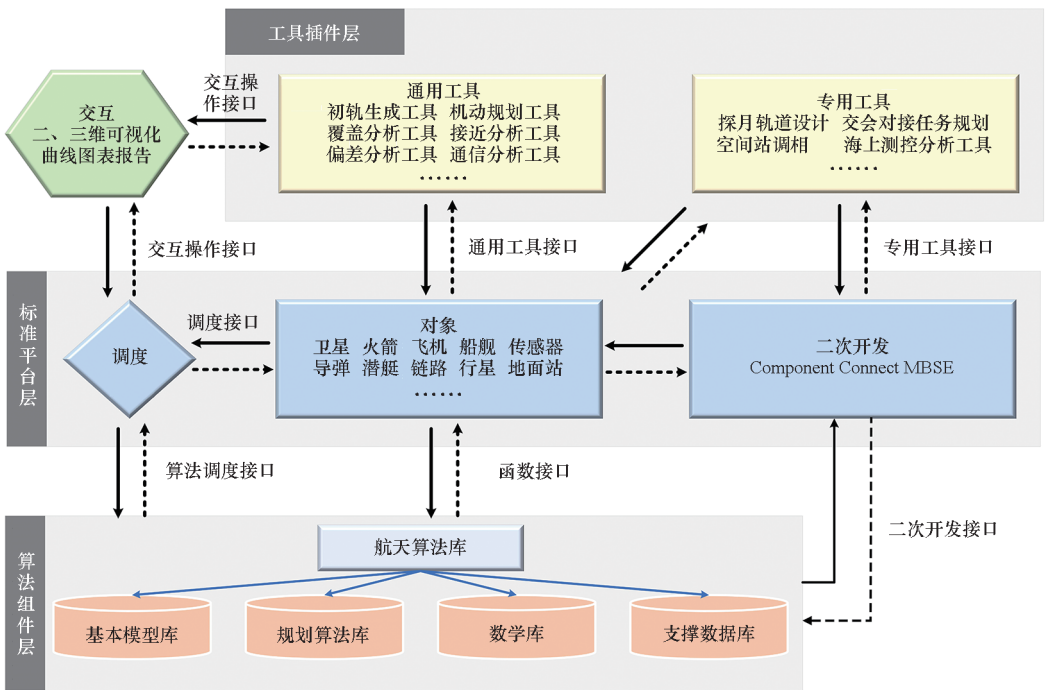 工具插件层
交互
二、三维可视化
曲线图表报告
交互操
作接口
通用工具
初轨生成工具 机动规划工具
覆盖分析工具 接近分析工具
偏差分析工具 通信分析工具
······
专用工具
探月轨道设计 交会对接任务规划
空间站调相 海上测控分析工具
······
交互操作接口
通用工具接口
专用工具接口
标准平台层
调度
调度接口
对象
卫星 火箭 飞机 船舰 传感器
导弹 潜艇 链路 行星 地面站
······
二次开发
Component Connect MBSE
算法调度接口
函数接口
二次开发接口
算法组件层
航天算法库
基本模型库
规划算法库
数学库
支撑数据库